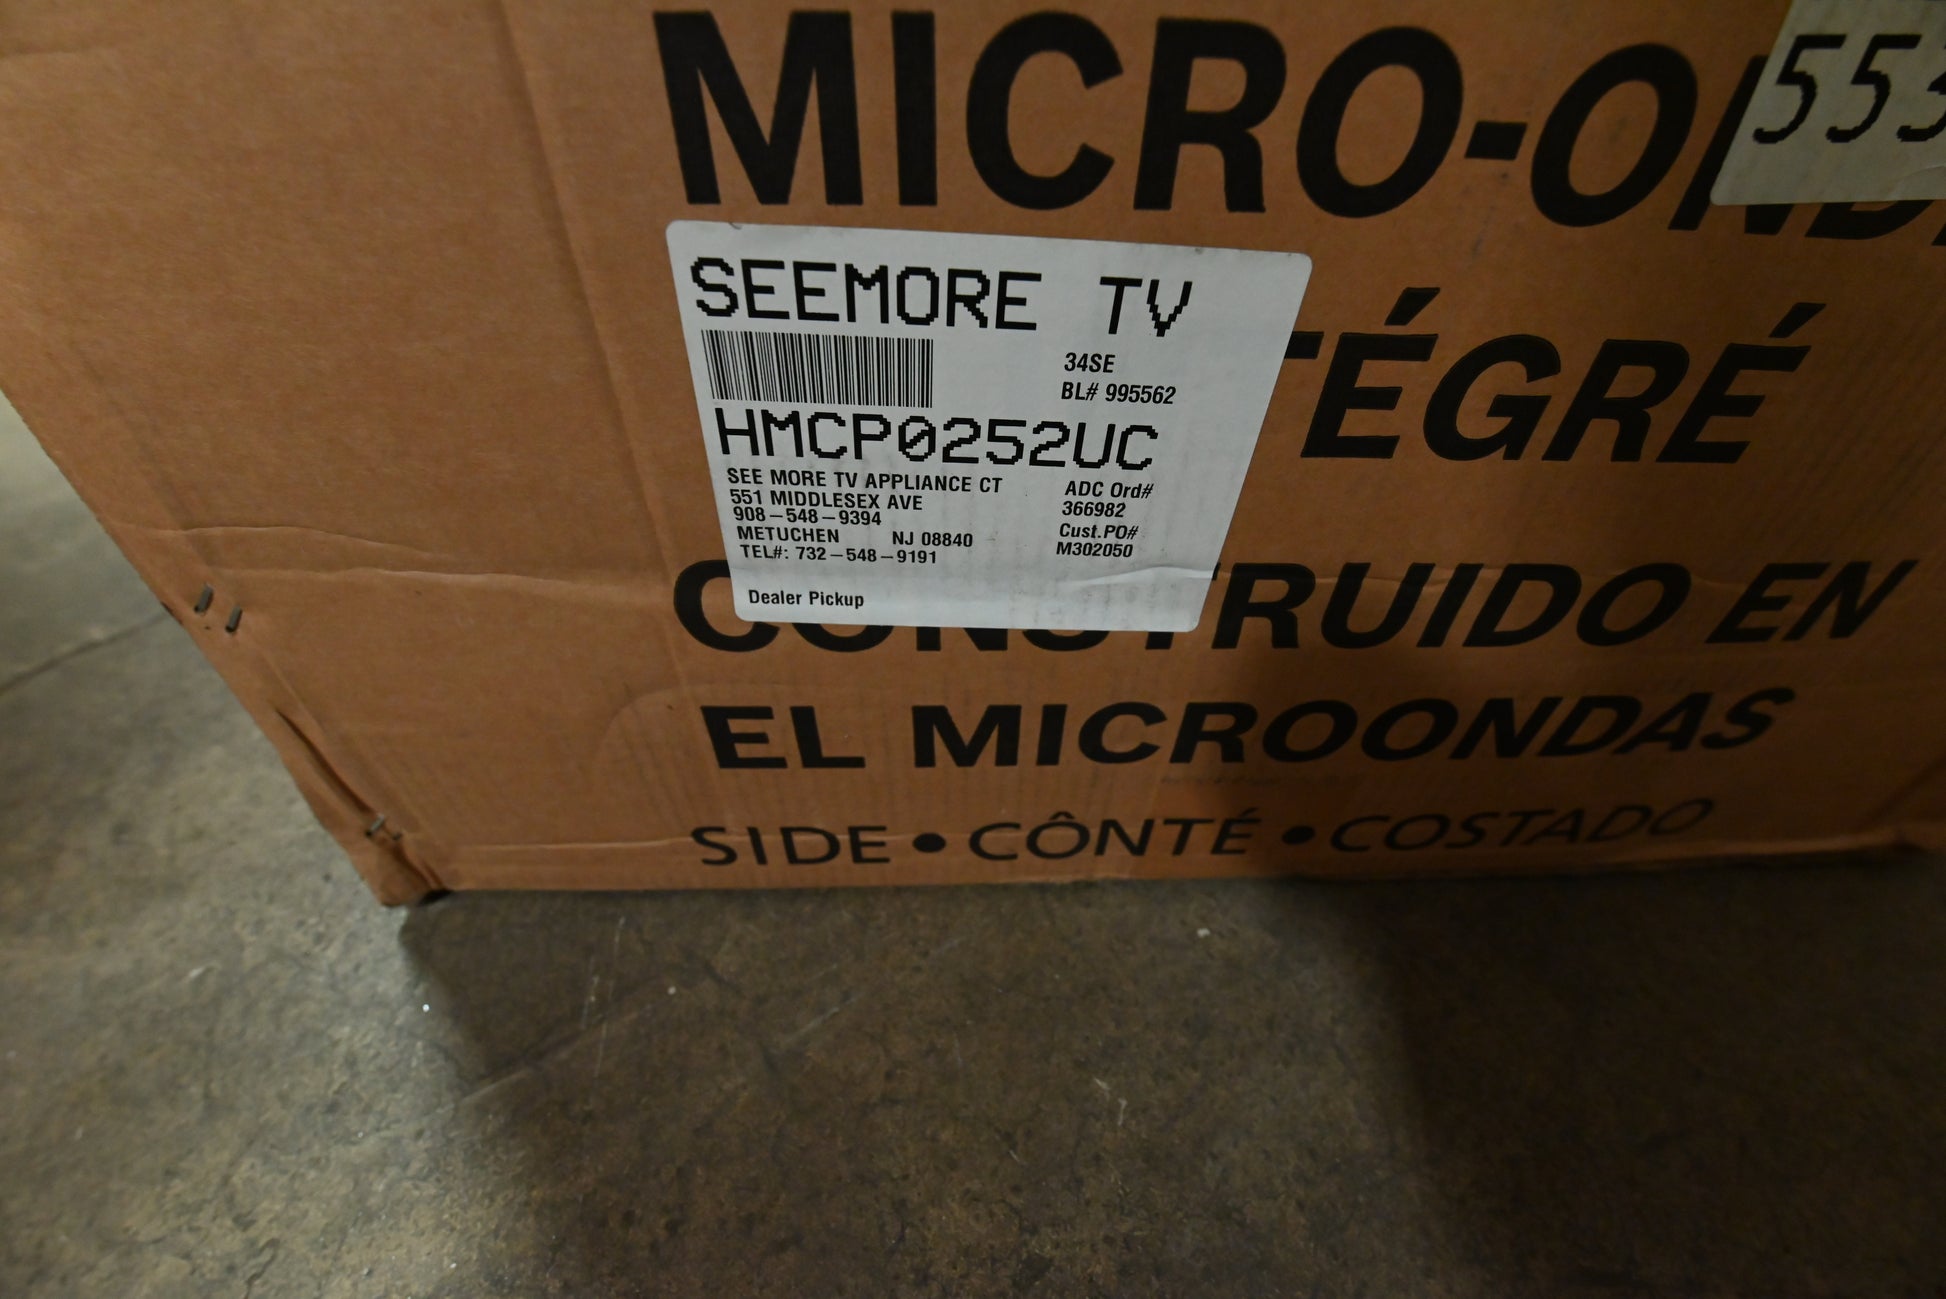 MICRO-OND
553
SEEMORE TV
34SE
BL# 995562
HMCP0252UC
SEE MORE TV APPLIANCE CT
551 MIDDLESEX AVE
908-548-9394
METUCHEN NJ 08840
TEL#: 732-548-9191
ADC Ord#
366982
Cust.PO#
M302050
Dealer Pickup
TÉGRÉ
CONSTRUIDO EN
EL MICROONDAS
SIDE • CÔNTÉ • COSTADO